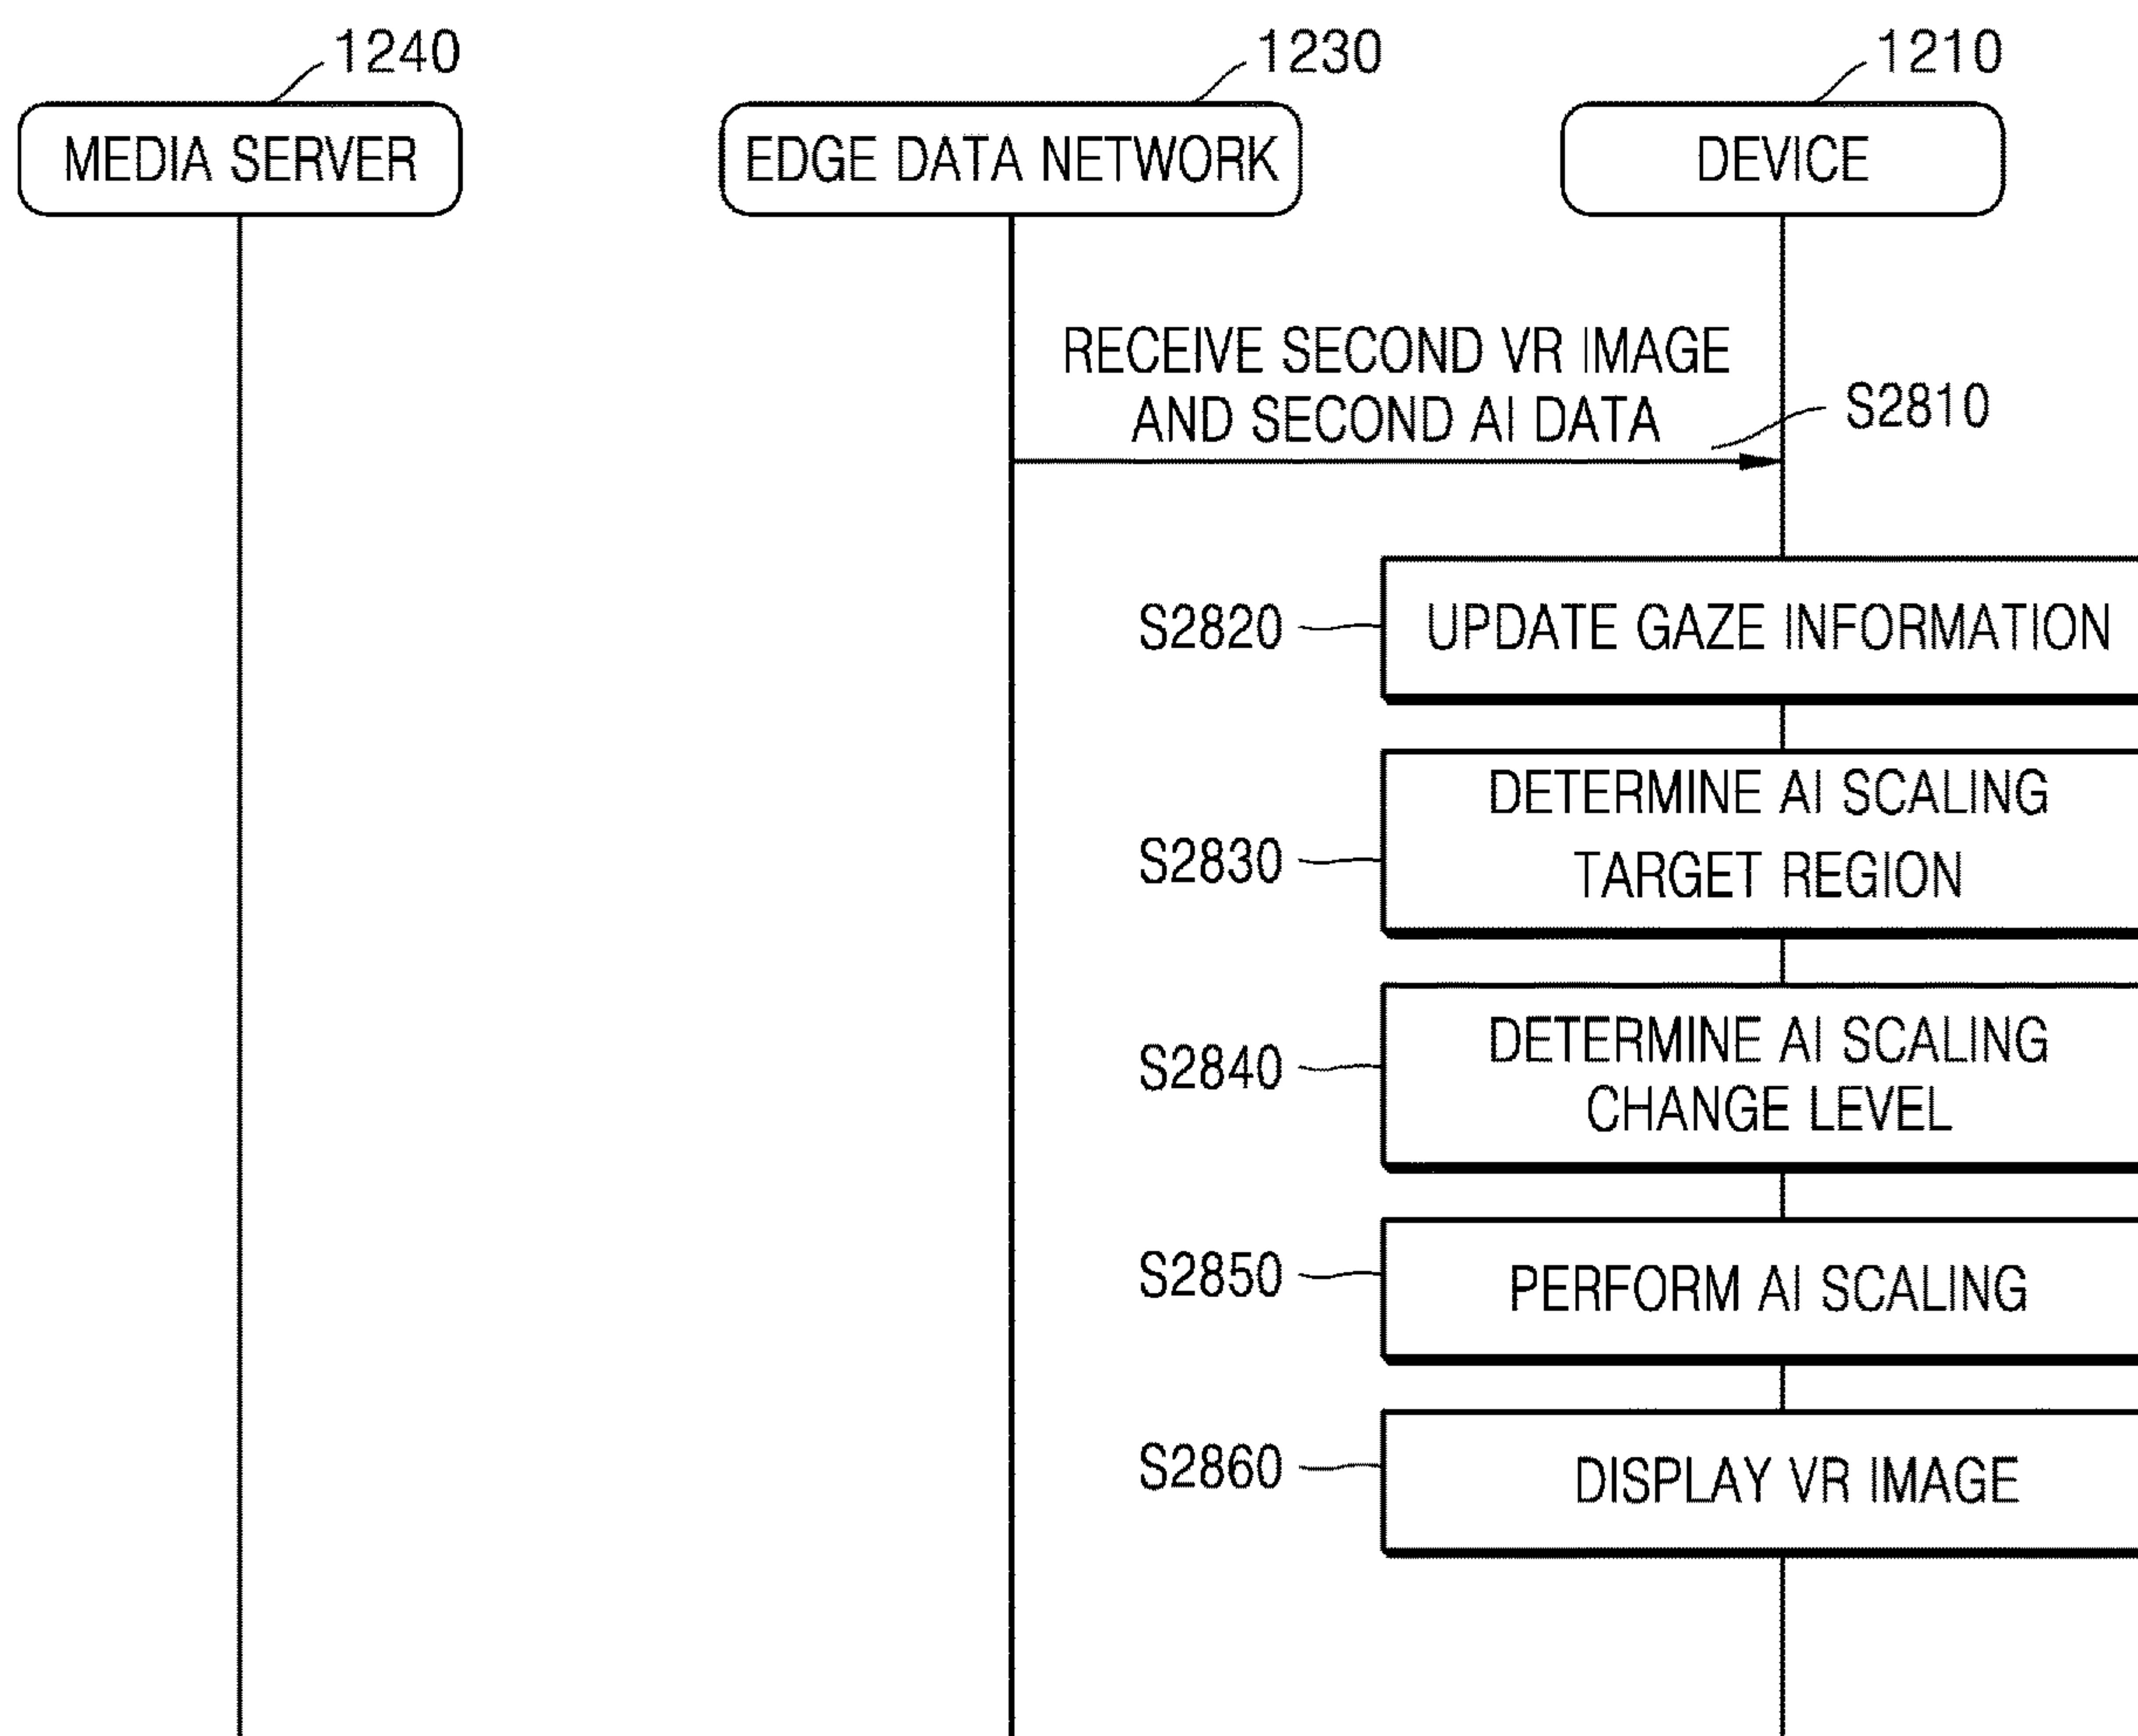 1240
1230
1210
MEDIA SERVER
EDGE DATA NETWORK
DEVICE
RECEIVE SECOND VR IMAGE
AND SECOND AI DATA
S2810
S2820
UPDATE GAZE INFORMATION
DETERMINE AI SCALING
S2830
TARGET REGION
DETERMINE AI SCALING
S2840
CHANGE LEVEL
S2850
PERFORM AI SCALING
S2860
DISPLAY VR IMAGE